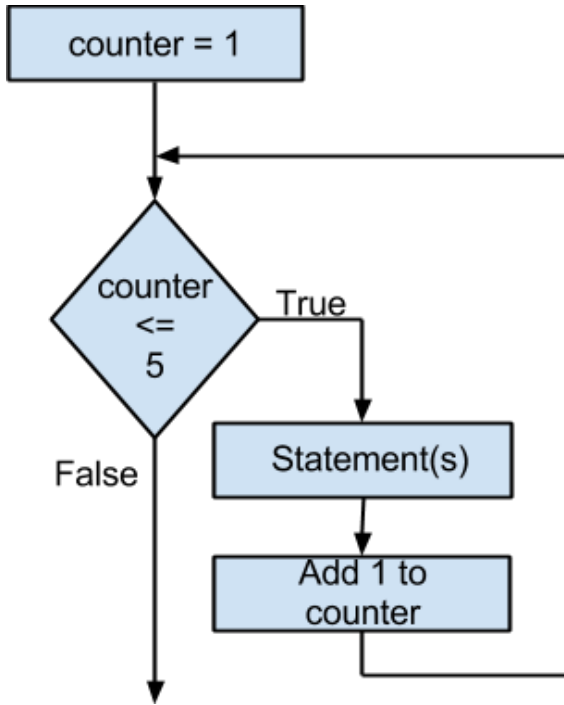 counter = 1
counter
<=
5
True
False
Statement(s)
Add 1 to
counter